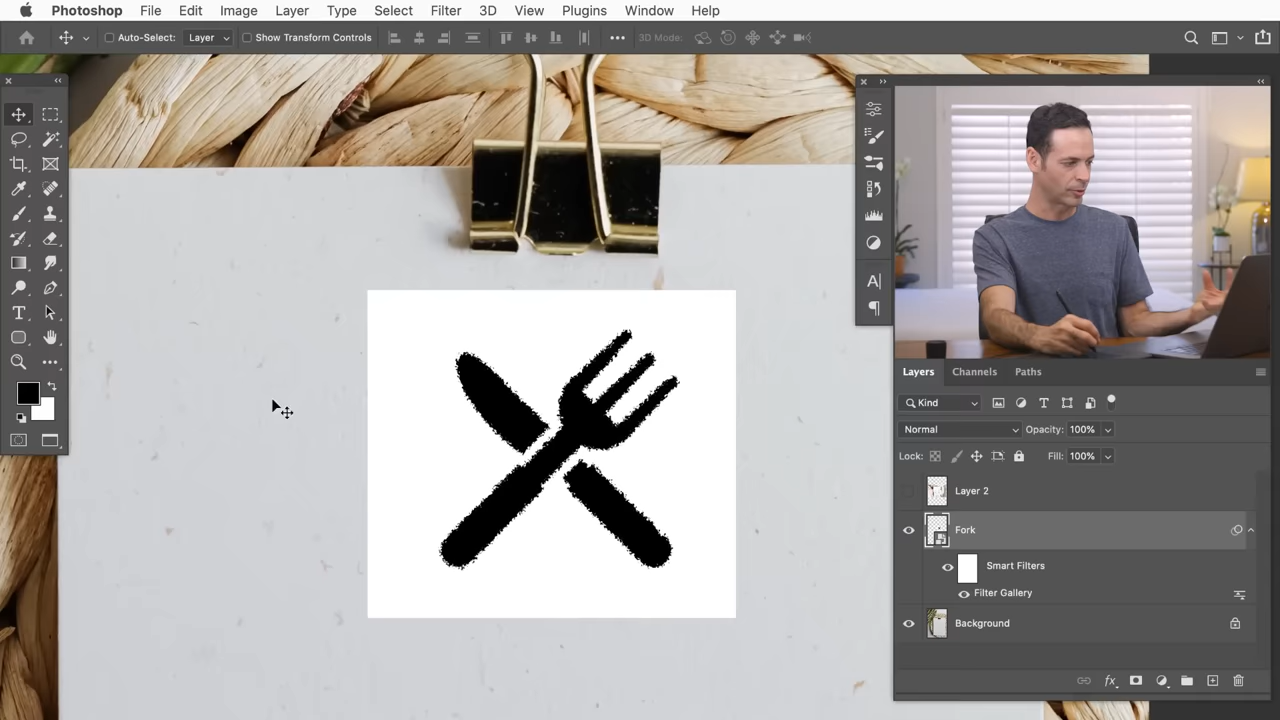 Photoshop File Edit Image Layer Type Select Filter 3D View Plugins Window Help
Auto-Select: Layer Show Transform Controls 3D Mode:
Layers Channels Paths
Kind
Normal Opacity: 100%
Lock: Fill: 100%
Layer 2
Fork
Smart Filters
Filter Gallery
Background